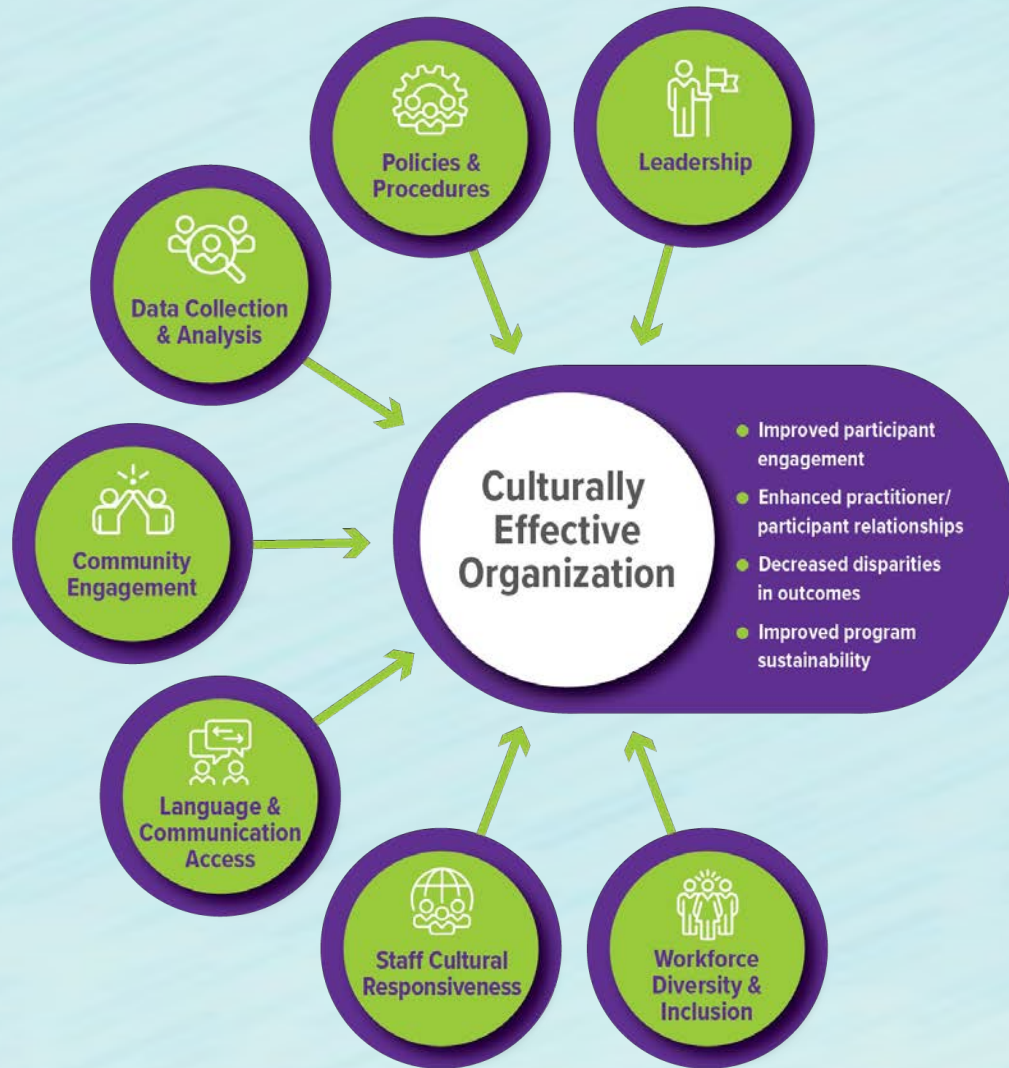 Policies &
Procedures
Leadership
Data Collection
& Analysis
Community
Engagement
Language &
Communication
Access
Staff Cultural
Responsiveness
Workforce
Diversity &
Inclusion
Culturally
Effective
Organization
Improved participant
engagement
Enhanced practitioner/
participant relationships
Decreased disparities
in outcomes
Improved program
sustainability